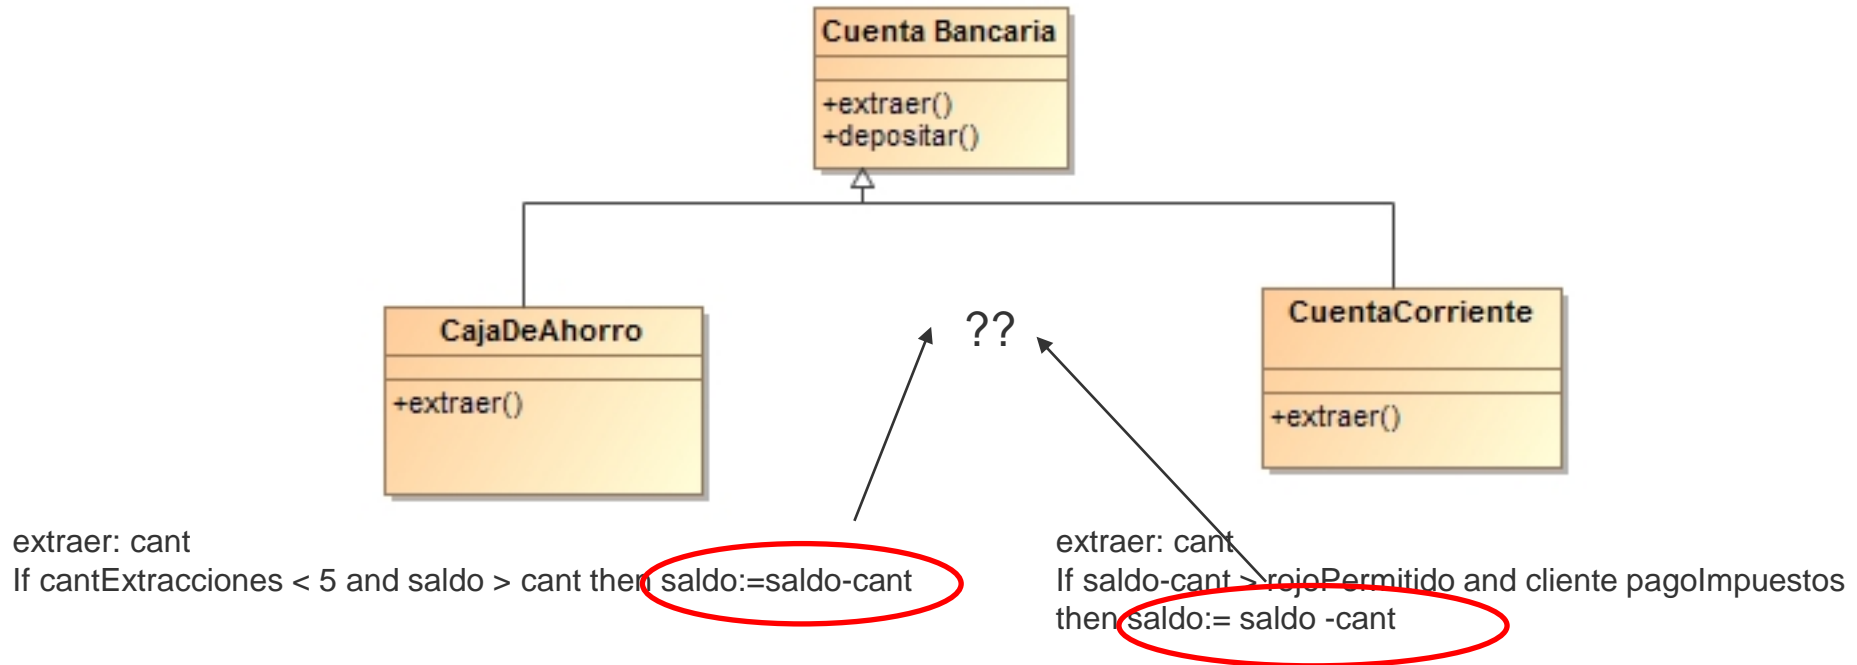 Cuenta Bancaria
+extraer()
+depositar()
CajaDeAhorro
+extraer()
??
CuentaCorriente
+extraer()
extraer: cant
If cantExtracciones < 5 and saldo > cant then saldo:=saldo-cant
extraer: cant
If saldo-cant > rojoPermitido and cliente pagoImpuestos
then saldo:= saldo -cant